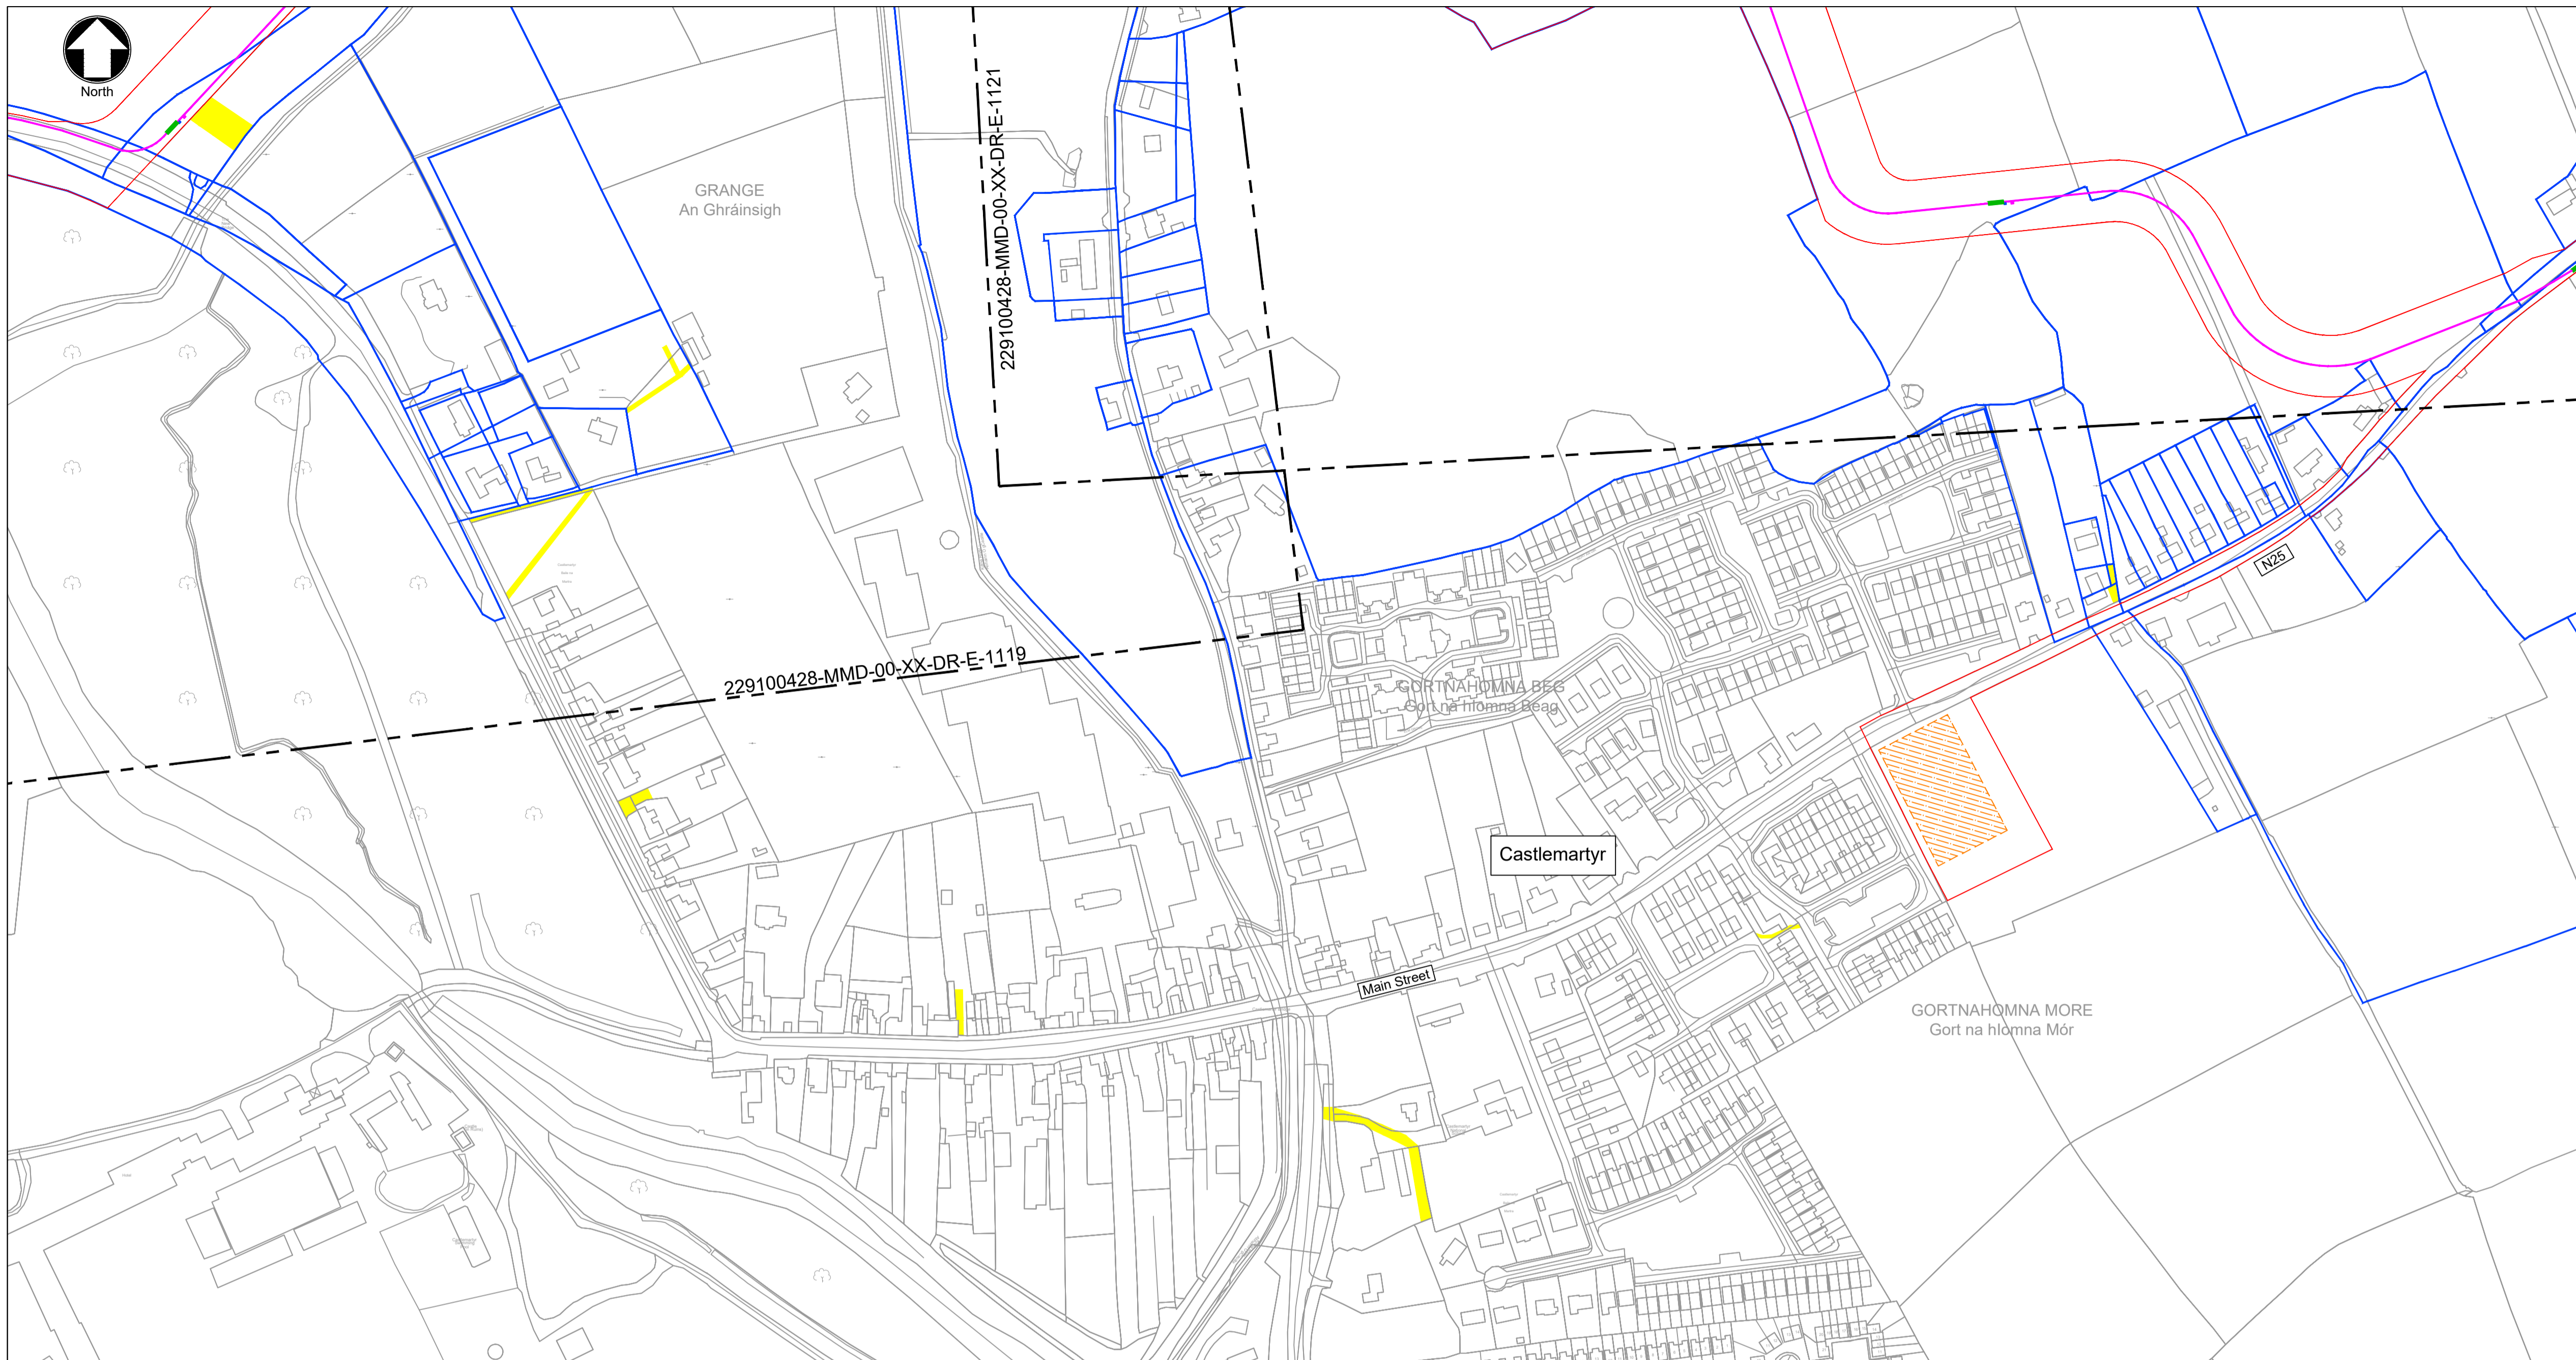 North
229100428-MMD-00-XX-DR-E-1121
GRANGE
An Ghráinsigh
N25
229100428-MMD-00-XX-DR-E-1119
GORTNAHOMNA BEG
Gort na hIomna Beag
Castlemartyr
Main Street
GORTNAHOMNA MORE
Gort na hIomna Mór